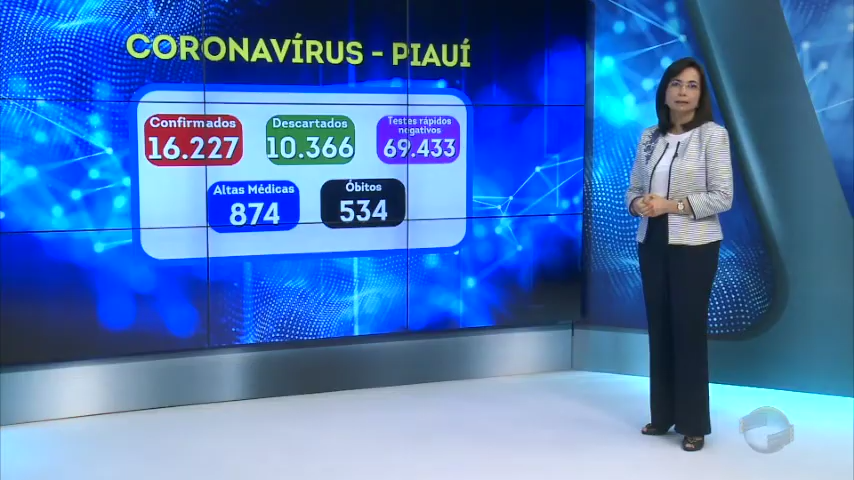 CORONAVÍRUS - PIAUÍ
Confirmados
16.227
Descartados
10.366
Testes rápidos
negativos
69.433
Altas Médicas
874
Óbitos
534